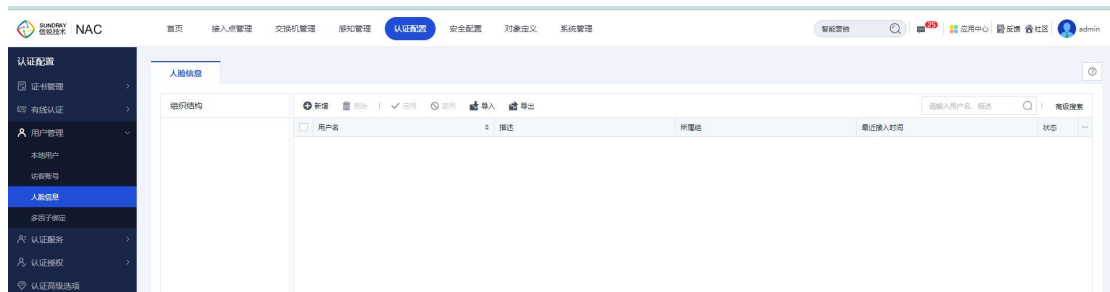 SUNDRAY 信锐技术 NAC 首页 接入点管理 交换机管理 感知管理 认证配置 安全配置 对象定义 系统管理 智能营销 25 应用中心 反馈 社区 admin
认证配置
人脸信息
证书管理
有线认证
组织结构 新增 删除 启用 禁用 导入 导出 请输入用户名、描述 高级搜索
用户管理
用户名 描述 所属组 最近接入时间 状态
本地用户
访客账号
人脸信息
多因子绑定
认证服务
认证授权
认证高级选项